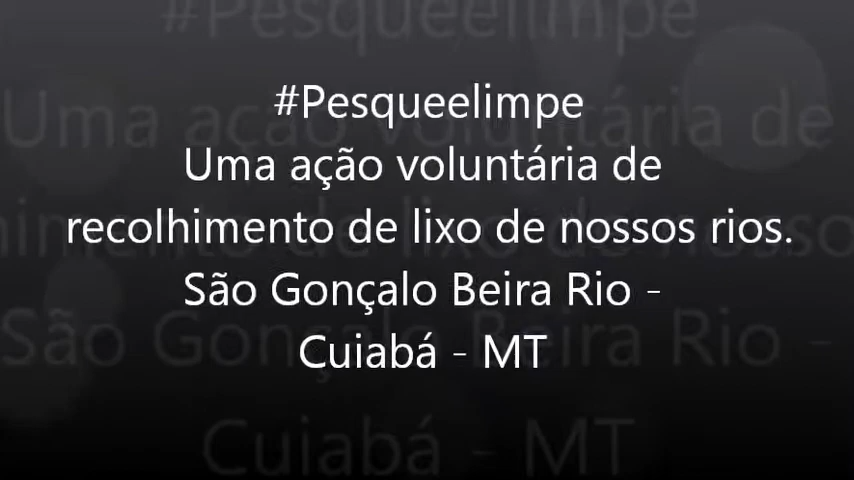 #Pesqueelimpe
Uma ação voluntária de
recolhimento de lixo de nossos rios.
São Gonçalo Beira Rio -
Cuiabá - MT